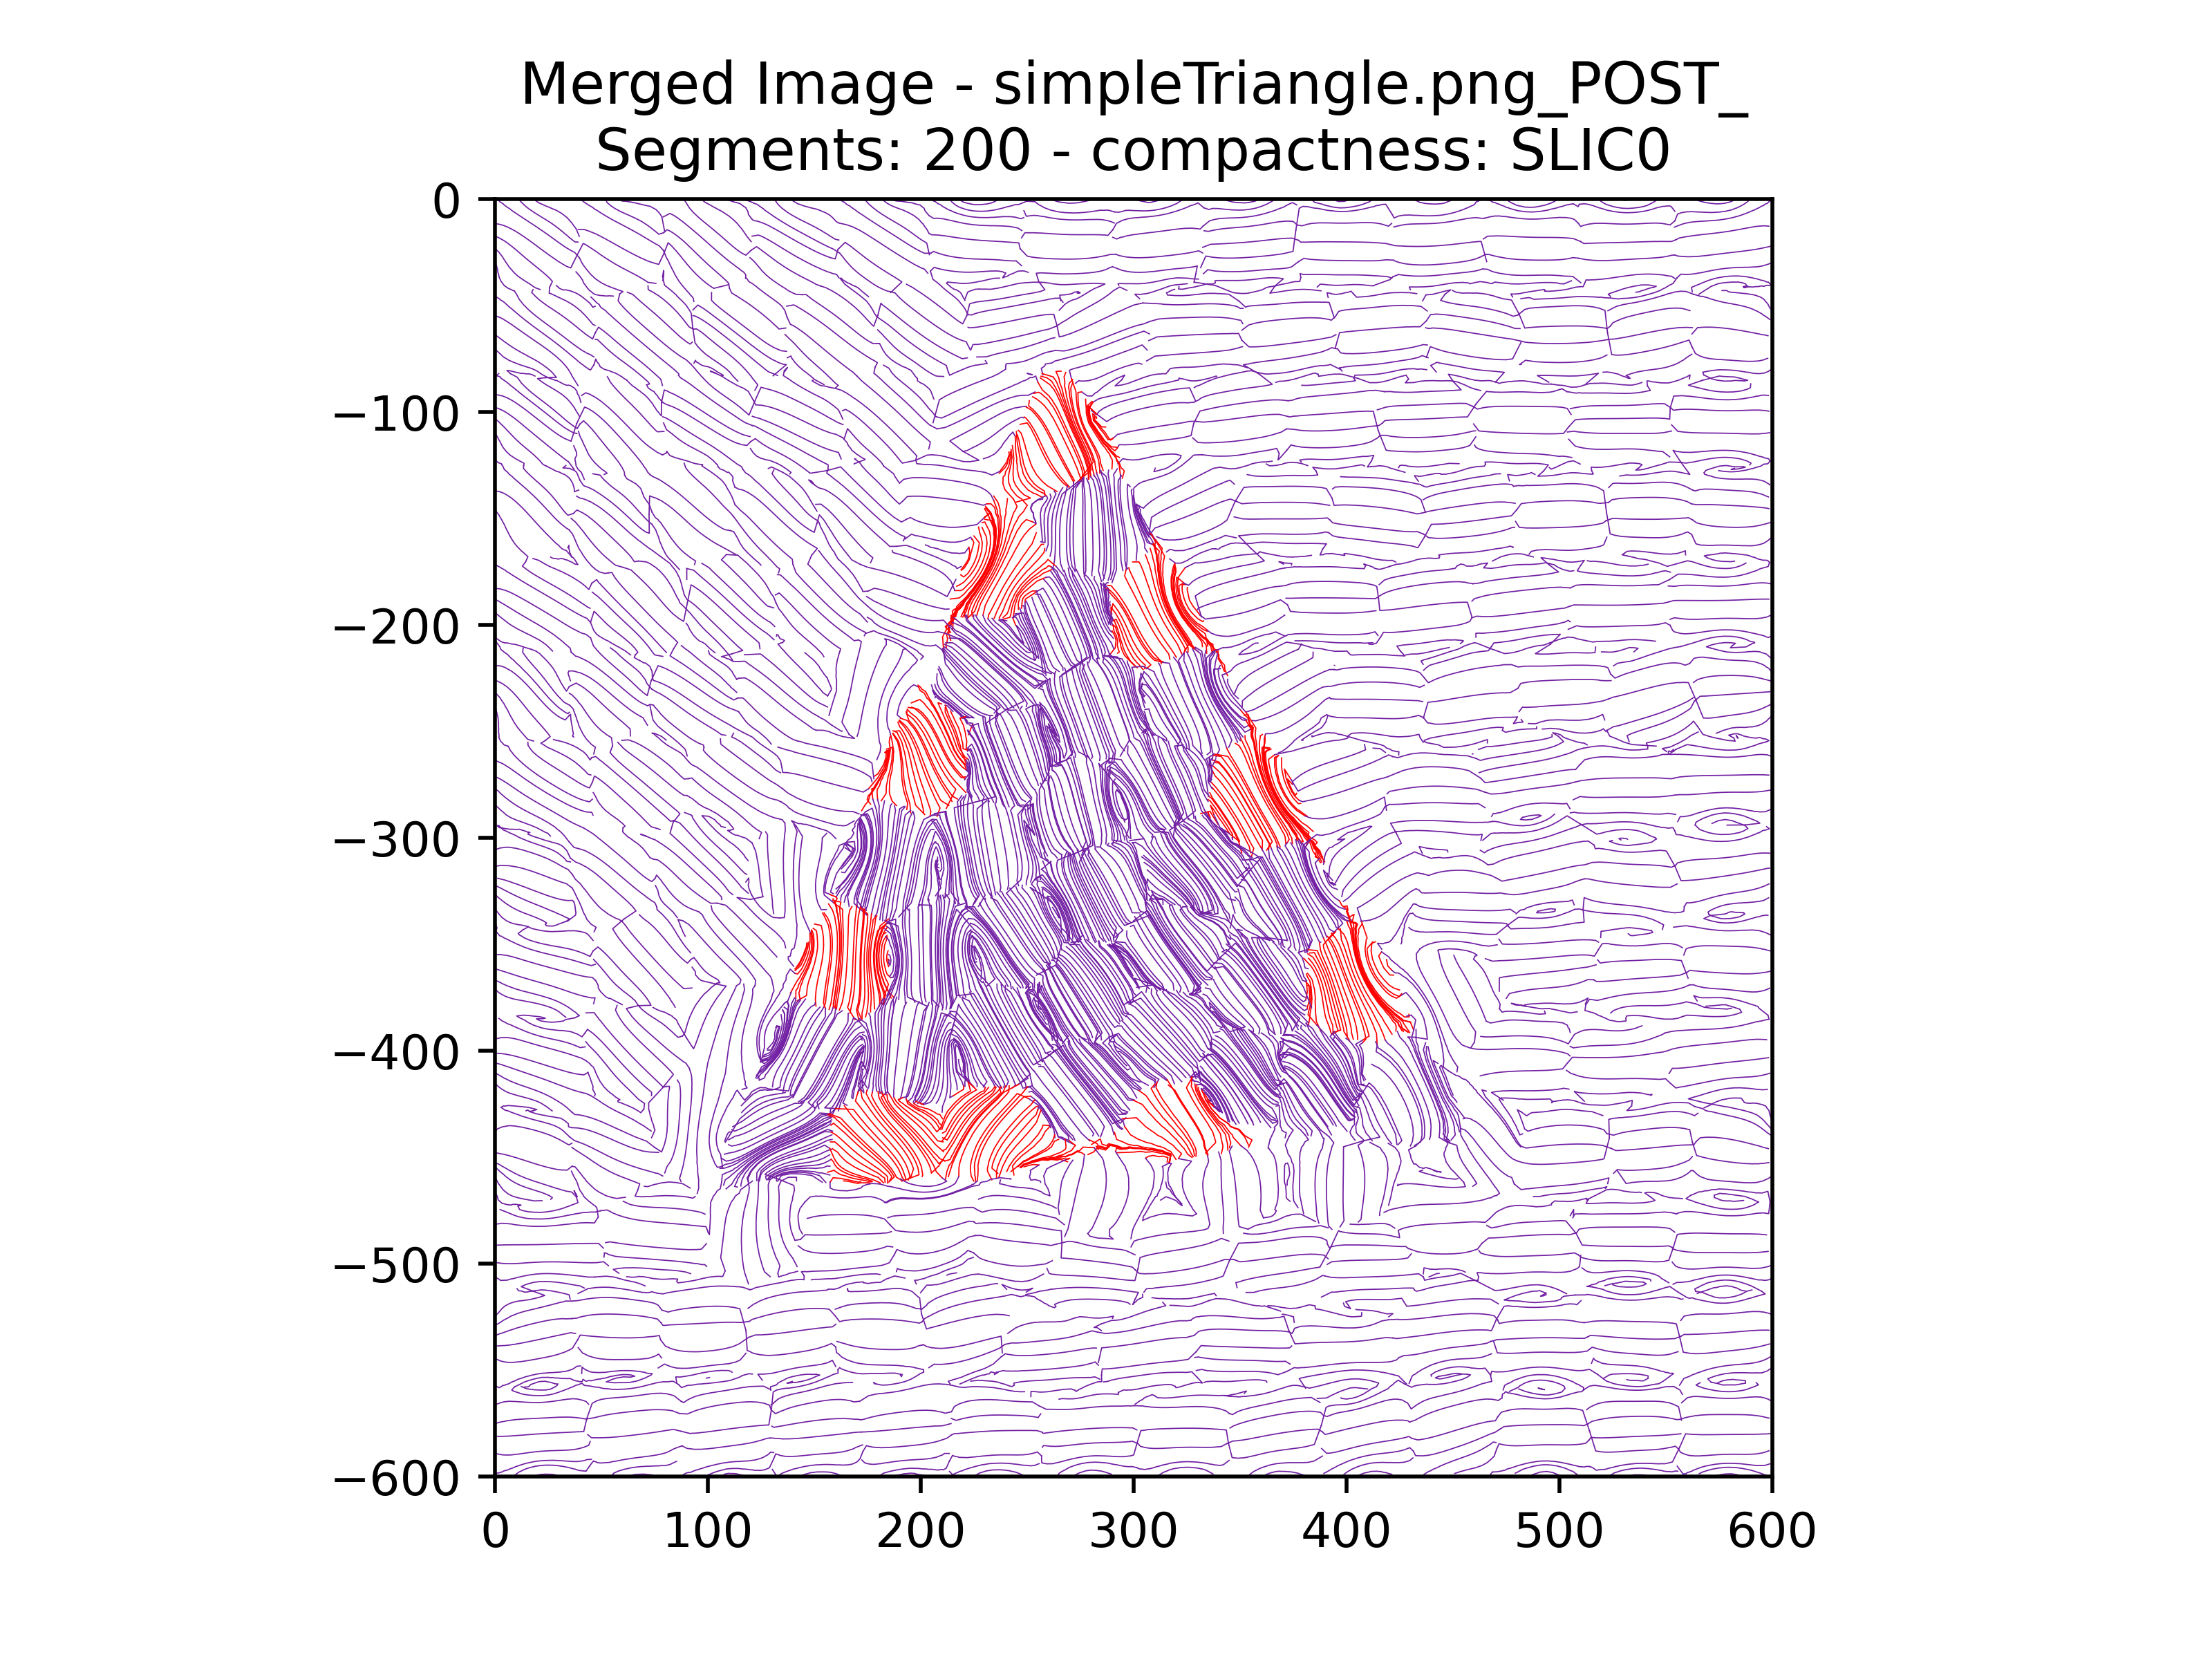 Merged Image - simpleTriangle.png_POST_
Segments: 200 - compactness: SLIC0
0
−100
−200
−300
−400
−500
−600
0 100 200 300 400 500 600